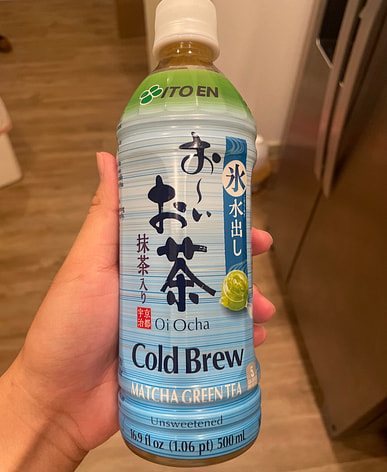 ITO EN
お〜いお茶
氷水出し
抹茶入り
京都
宇治
Oi Ocha
Cold Brew
MATCHA GREEN TEA
Unsweetened
16.9 fl oz (1.06 pt) 500 mL